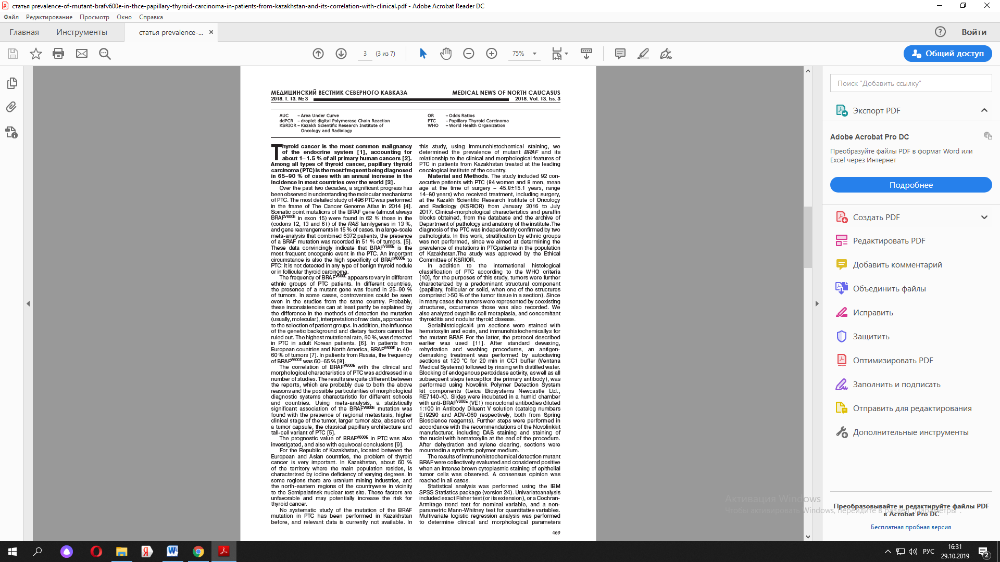 статья prevalence-of-mutant-brafv600e-in-thce-papillary-thyroid-carcinoma-in-patients-from-kazakhstan-and-its-correlation-with-clinical.pdf - Adobe Acrobat Reader DC
Файл Редактирование Просмотр Окно Справка
Главная Инструменты статья prevalence-... × Войти
3 (3 из 7) 75% Общий доступ
МЕДИЦИНСКИЙ ВЕСТНИК СЕВЕРНОГО КАВКАЗА
2018. Т. 13. № 3
MEDICAL NEWS OF NORTH CAUCASUS
2018. Vol. 13. Iss. 3
AUC – Area Under Curve
ddPCR – droplet digital Polymerase Chain Reaction
KSRIOR – Kazakh Scientific Research Institute of
Oncology and Radiology
OR – Odds Ratios
PTC – Papillary Thyroid Carcinoma
WHO – World Health Organization
Thyroid cancer is the most common malignancy
of the endocrine system [1], accounting for
about 1–1.5 % of all primary human cancers [2].
Among all types of thyroid cancer, papillary thyroid
carcinoma (PTC) is the most frequent being diagnosed
in 65–90 % of cases with an annual increase in the
incidence in most countries over the world [3].
Over the past two decades, a significant progress has
been observed in understanding the molecular mechanisms
of PTC. The most detailed study of 496 PTC was performed
in the frame of The Cancer Genome Atlas in 2014 [4].
Somatic point mutations of the BRAF gene (almost always
BRAFV600E in exon 15) were found in 62 % those in the
(codons 12, 13 and 61) of the RAS familygenes in 13 %,
and gene rearrangements in 15 % of cases. In a large-scale
meta-analysis that combined 6372 patients, the presence
of a BRAF mutation was recorded in 51 % of tumors. [5].
These data convincingly indicate that BRAFV600E is the
most frequent oncogenic event in the PTC. An important
circumstance is also the high specificity of BRAFV600E to
PTC: it is not detected in any type of benign thyroid nodule
or in follicular thyroid carcinoma.
The frequency of BRAFV600E appears to vary in different
ethnic groups of PTC patients. In different countries,
the presence of a mutant gene was found in 25–90 %
of tumors. In some cases, controversies could be seen
even in the studies from the same country. Probably,
these inconsistencies can at least partly be explained by
the difference in the methods of detection the mutation
(usually, molecular), interpretation of raw data, approaches
to the selection of patient groups. In addition, the influence
of the genetic background and dietary factors cannot be
ruled out. The highest mutational rate, 90 %, was detected
in PTC in adult Korean patients. [6]. In patients from
European countries and North America, BRAFV600E in 40–
60 % of tumors [7]. In patients from Russia, the frequency
of BRAFV600E was 60–65 % [8].
The correlation of BRAFV600E with the clinical and
morphological characteristics of PTC was addressed in a
number of studies. The results are quite different between
the reports, which are probably due to both the above
reasons and the possible particularities of morphological
diagnostic systems characteristic for different schools
and countries. Using meta-analysis, a statistically
significant association of the BRAFV600E mutation was
found with the presence of regional metastasis, higher
clinical stage of the tumor, larger tumor size, absence of
a tumor capsule, the classical papillary architecture and
tall-cell variant of PTC [5].
The prognostic value of BRAFV600E in PTC was also
investigated, and also with equivocal conclusions [9].
For the Republic of Kazakhstan, located between the
European and Asian countries, the problem of thyroid
cancer is very important. In Kazakhstan, about 60 %
of the territory where the main population resides, is
characterized by iodine deficiency of varying degrees. In
some regions there are uranium mining industries, and
the north-eastern regions of the countrywere in vicinity
to the Semipalatinsk nuclear test site. These factors are
unfavorable and may potentially increase the risk for
thyroid cancer.
No systematic study of the mutation of the BRAF
mutation in PTC has been performed in Kazakhstan
before, and relevant data is currently not available. In
this study, using immunohistochemical staining, we
determined the prevalence of mutant BRAF and its
relationship to the clinical and morphological features of
PTC in patients from Kazakhstan treated at the leading
oncological institute of the country.
Material and Methods. The study included 92 con-
secutive patients with PTC (84 women and 8 men, mean
age at the time of surgery – 45.8±15.1 years, range
14–80 years) who received treatment, including surgery,
at the Kazakh Scientific Research Institute of Oncology
and Radiology (KSRIOR) from January 2016 to July
2017. Clinical-morphological characteristics and paraffin
blocks obtained, from the database and the archive of
Department of pathology and anatomy of the institute.The
diagnosis of the PTC was independently confirmed by two
pathologists. In this work, stratification by ethnic groups
was not performed, since we aimed at determining the
prevalence of mutations in PTCpatients in the population
of Kazakhstan.The study was approved by the Ethical
Committee of KSRIOR.
In addition to the international histological
classification of PTC according to the WHO criteria
[10], for the purposes of this study, tumors were further
characterized by a predominant structural component
(papillary, follicular or solid, when one of the structures
comprised >50 % of the tumor tissue in a section). Since
in many cases the tumors were represented by coexisting
structures, occurrence those was also recorded. We
also analyzed oxyphilic cell metaplasia, and concomitant
thyroiditis and nodular thyroid disease.
Serialhistological4 µm sections were stained with
hematoxylin and eosin, and immunohistochemicallys for
the mutant BRAF. For the latter, the protocol described
earlier was used [11]. After standard dewaxing,
rehydration and washing procedures, an antigen-
demasking treatment was performed by autoclaving
sections at 120 °C for 20 min in CC1 buffer (Ventana
Medical Systems) followed by rinsing with distilled water.
Blocking of endogenous peroxidase activity, as well as all
subsequent steps (exceptfor the primary antibody), was
performed using Novolink Polymer Detection System
kit components (Leica Biosystems Newcastle Ltd.,
RE7140-K). Slides were incubated in a humid chamber
with anti-BRAFV600E (VE1) monoclonal antibodies diluted
1:100 in Antibody Diluent V solution (catalog numbers
E19290 and ADV-060 respectively, both from Spring
Bioscience reagents). Further steps were performed in
accordance with the recommendations of the Novolinkkit
manufacturer, including DAB staining and staining of
the nuclei with hematoxylin at the end of the procedure.
After dehydration and xylene clearing, sections were
mountedin a synthetic polymer medium.
The results of immunohistochemical detection mutant
BRAF were collectively evaluated and considered positive
when an intense brown cytoplasmic staining of epithelial
tumor cells was observed. A consensus opinion was
reached in all cases.
Statistical analysis was performed using the IBM
SPSS Statistics package (version 24). Univariateanalysis
included exact Fisher test (or its extension), or a Cochran-
Armitage trend test for nominal variable, and a non-
parametric Mann-Whitney test for quantitative variables.
Multivariate logistic regression analysis was performed
to determine clinical and morphological parameters
469
Поиск "Добавить ссылку"
Экспорт PDF
Adobe Acrobat Pro DC
Преобразуйте файлы PDF в формат Word или
Excel через Интернет
Подробнее
Создать PDF
Редактировать PDF
Добавить комментарий
Объединить файлы
Исправить
Защитить
Оптимизировать PDF
Заполнить и подписать
Отправить для редактирования
Дополнительные инструменты
Активация Windows
Чтобы активировать Windows, перейдите в раздел "Параметры".
Преобразовывайте и редактируйте файлы PDF
в Acrobat Pro DC
Бесплатная пробная версия
РУС
16:31
29.10.2019
2